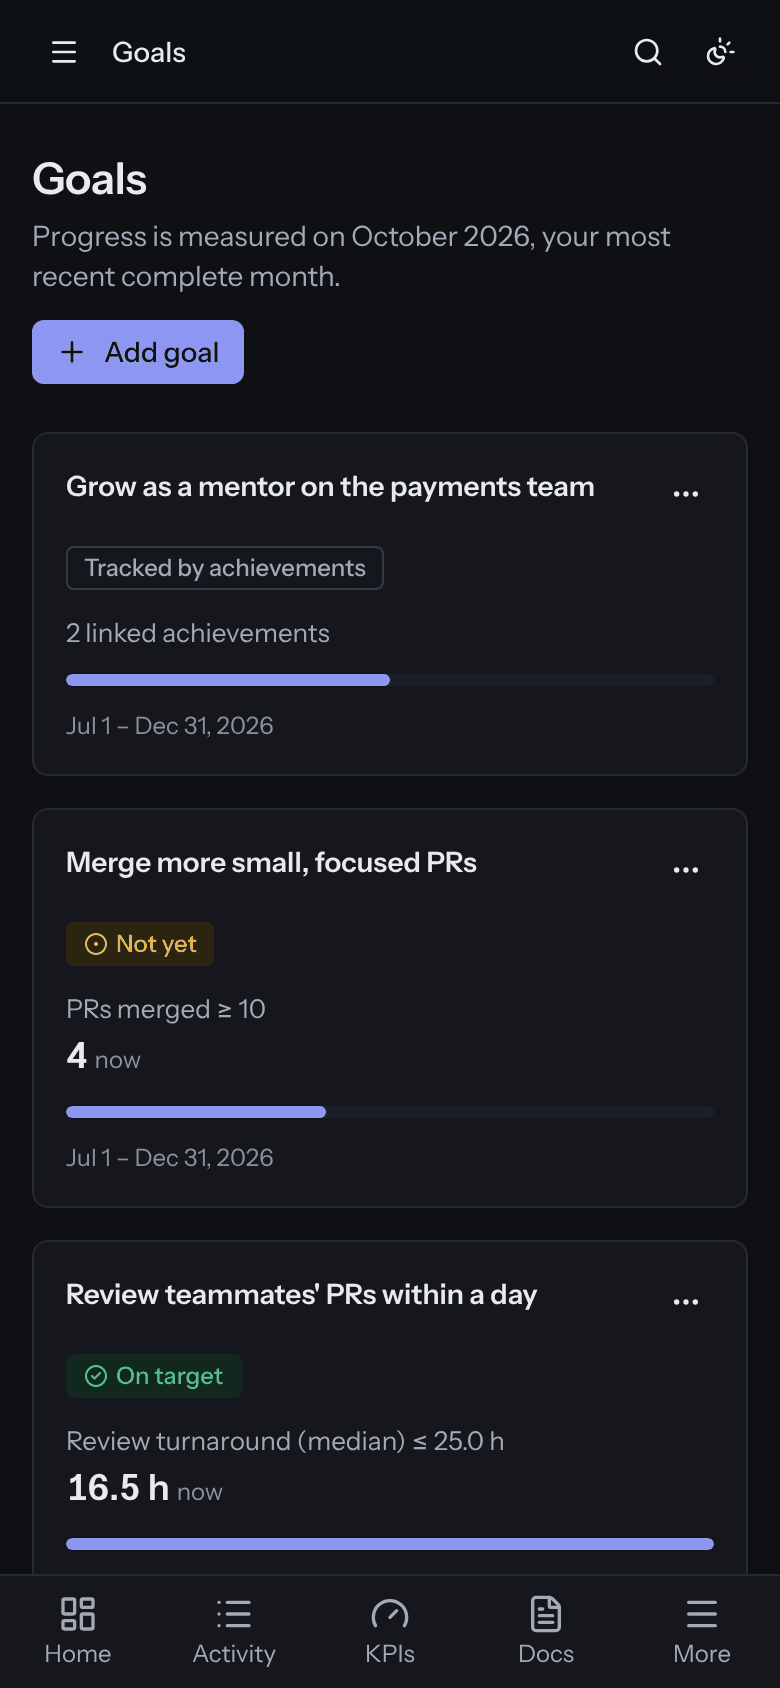 Goals
Goals
Progress is measured on October 2026, your most
recent complete month.
Add goal
Grow as a mentor on the payments team
Tracked by achievements
2 linked achievements
Jul 1 – Dec 31, 2026
Merge more small, focused PRs
Not yet
PRs merged ≥ 10
4 now
Jul 1 – Dec 31, 2026
Review teammates' PRs within a day
On target
Review turnaround (median) ≤ 25.0 h
16.5 h now
Home
Activity
KPIs
Docs
More